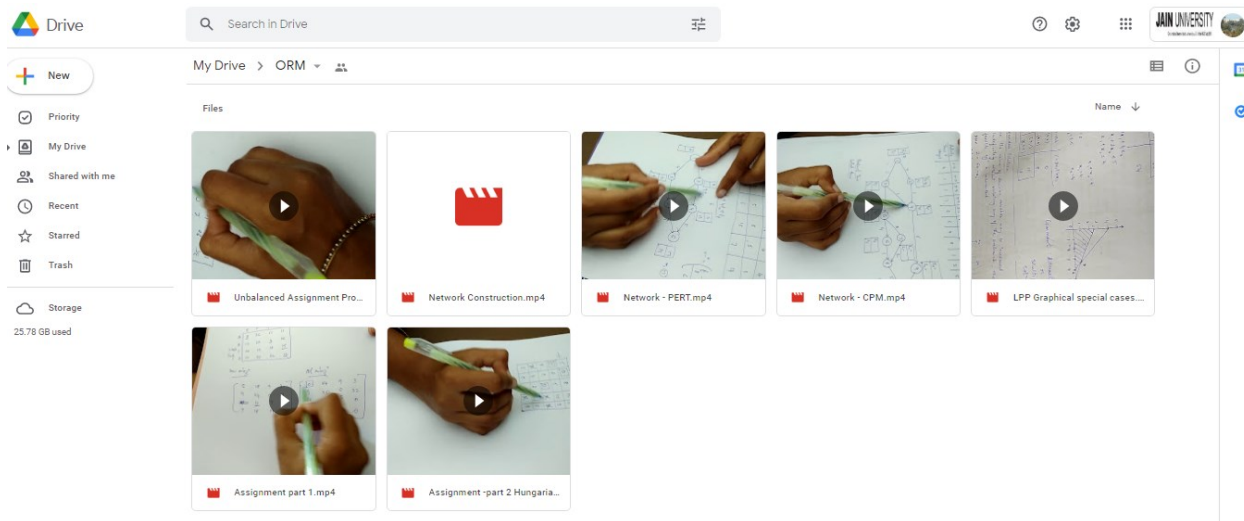 Drive
Search in Drive
JAIN UNIVERSITY
New
My Drive > ORM
Priority
My Drive
Shared with me
Recent
Starred
Trash
Storage
25.78 GB used
Files
Name
Unbalanced Assignment Pro...
Network Construction.mp4
Network - PERT.mp4
Network - CPM.mp4
LPP Graphical special cases....
Assignment part 1.mp4
Assignment -part 2 Hungaria...